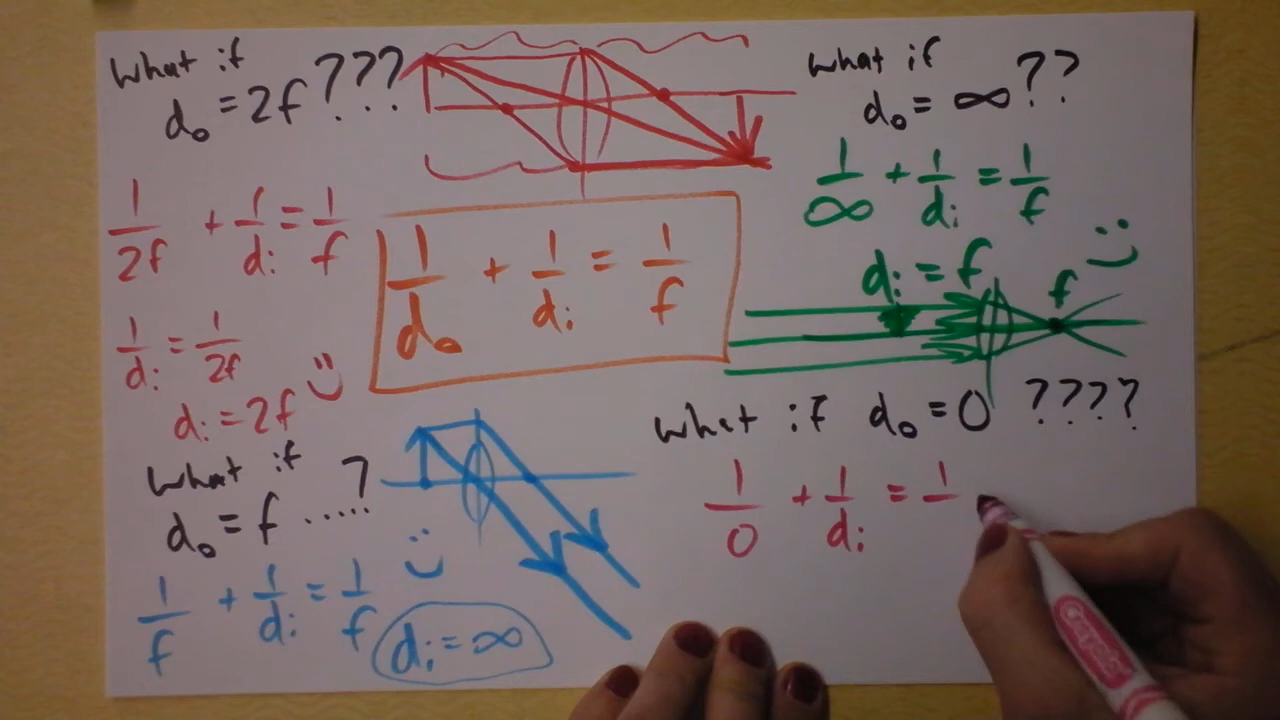 What if
d₀ = 2f ???
1/2f + 1/dᵢ = 1/f
1/dᵢ = 1/2f
dᵢ = 2f
1/d₀ + 1/dᵢ = 1/f
what if
d₀ = ∞ ??
1/∞ + 1/dᵢ = 1/f
dᵢ = f
f
What if
d₀ = f ..... ?
1/f + 1/dᵢ = 1/f
dᵢ = ∞
what if d₀ = 0 ????
1/0 + 1/dᵢ = 1
Crayola